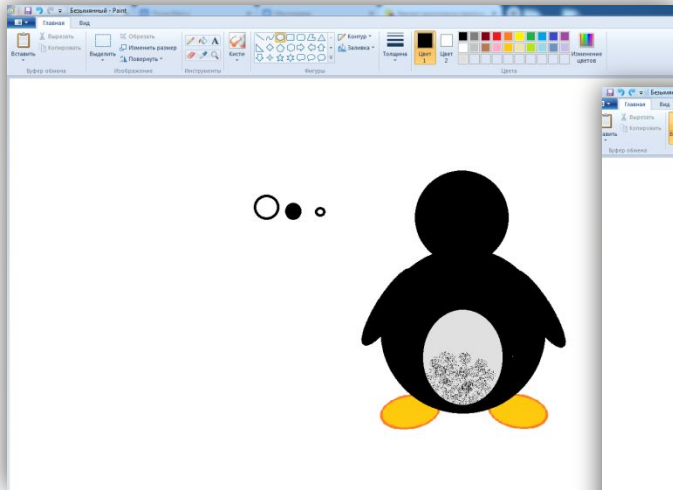 Безымянный - Paint
Главная Вид
Вставить
Вырезать
Копировать
Буфер обмена
Выделить
Обрезать
Изменить размер
Повернуть
Изображение
Инструменты
Кисти
Контур
Заливка
Фигуры
Толщина
Цвет 1
Цвет 2
Изменение цветов
Цвета
Главная Вид
Вырезать
Копировать
Буфер обмена